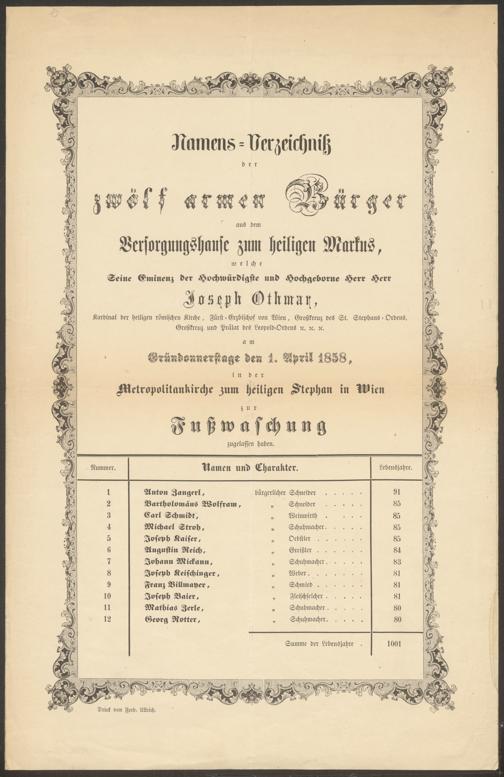 Namens-Verzeichniß
der
zwölf armen Bürger
aus dem
Versorgungshause zum heiligen Markus,
welche
Seine Eminenz der Hochwürdigste und Hochgeborne Herr Herr
Joseph Othmar,
Kardinal der heiligen römischen Kirche, Fürst-Erzbischof von Wien, Großkreuz des St. Stephans-Ordens,
Großkreuz und Prälat des Leopold-Ordens ꝛc. ꝛc. ꝛc.
am
Gründonnerstage den 1. April 1858,
in der
Metropolitankirche zum heiligen Stephan in Wien
zur
Fußwaschung
zugelassen haben.
Nummer. Namen und Charakter. Lebensjahre.
1 Anton Zangerl, bürgerlicher Schneider . . . . . 91
2 Bartholomäus Wolfram, „ Schneider . . . . . 85
3 Carl Schmidt, „ Weinwirth . . . . . 85
4 Michael Stroh, „ Schuhmacher . . . . . 85
5 Joseph Kaiser, „ Oebstler . . . . . 85
6 Augustin Reich, „ Greißler . . . . . 84
7 Johann Mickann, „ Schuhmacher . . . . . 83
8 Joseph Keischinger, „ Weber . . . . . 81
9 Franz Billmayer, „ Schmied . . . . . 81
10 Joseph Baier, „ Fleischselcher . . . . . 81
11 Mathias Zerle, „ Schuhmacher . . . . . 80
12 Georg Rotter, „ Schuhmacher . . . . . 80
Summe der Lebensjahre . 1001
Druck von Ferd. Ullrich.